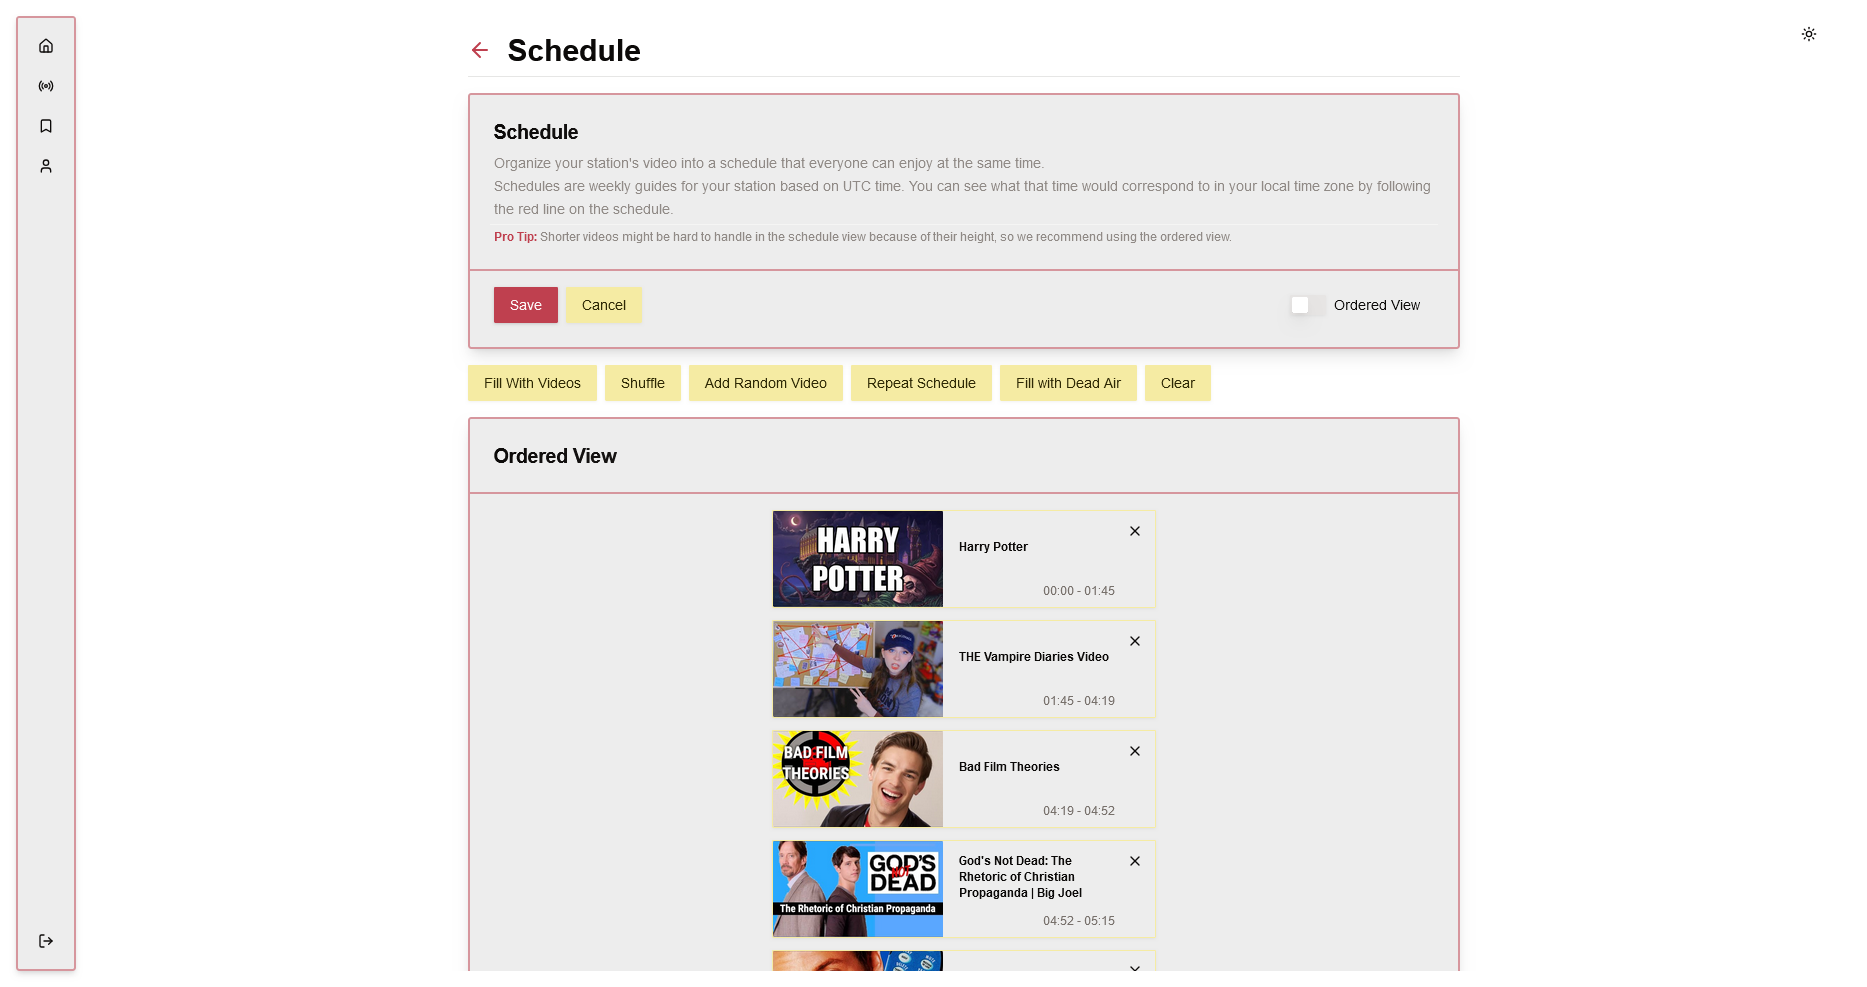 Schedule
Schedule
Organize your station's video into a schedule that everyone can enjoy at the same time.
Schedules are weekly guides for your station based on UTC time. You can see what that time would correspond to in your local time zone by following
the red line on the schedule.
Pro Tip: Shorter videos might be hard to handle in the schedule view because of their height, so we recommend using the ordered view.
Save
Cancel
Ordered View
Fill With Videos
Shuffle
Add Random Video
Repeat Schedule
Fill with Dead Air
Clear
Ordered View
HARRY
POTTER
Harry Potter
00:00 - 01:45
THE Vampire Diaries Video
01:45 - 04:19
BAD FILM
THEORIES
Bad Film Theories
04:19 - 04:52
GOD'S
NOT
DEAD
The Rhetoric of Christian Propaganda
God's Not Dead: The
Rhetoric of Christian
Propaganda | Big Joel
04:52 - 05:15